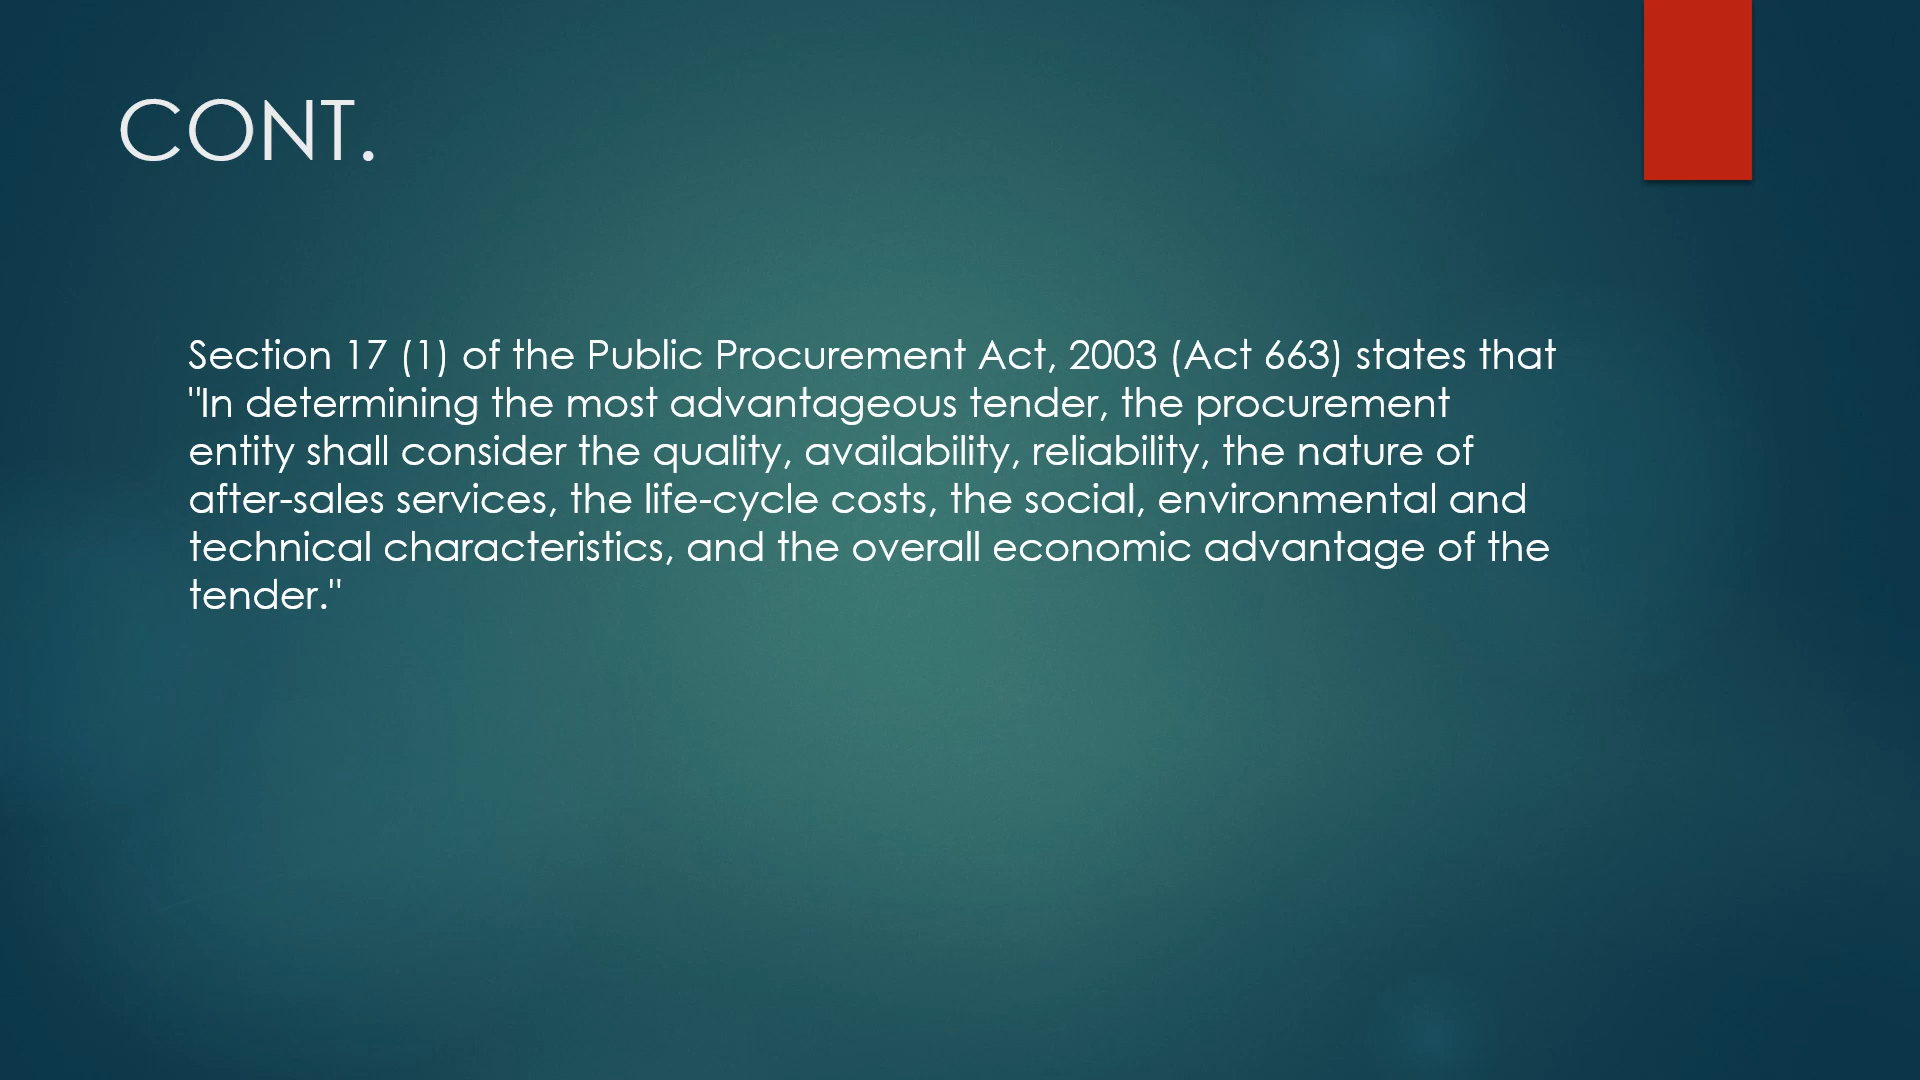 CONT.
Section 17 (1) of the Public Procurement Act, 2003 (Act 663) states that
"In determining the most advantageous tender, the procurement
entity shall consider the quality, availability, reliability, the nature of
after-sales services, the life-cycle costs, the social, environmental and
technical characteristics, and the overall economic advantage of the
tender."